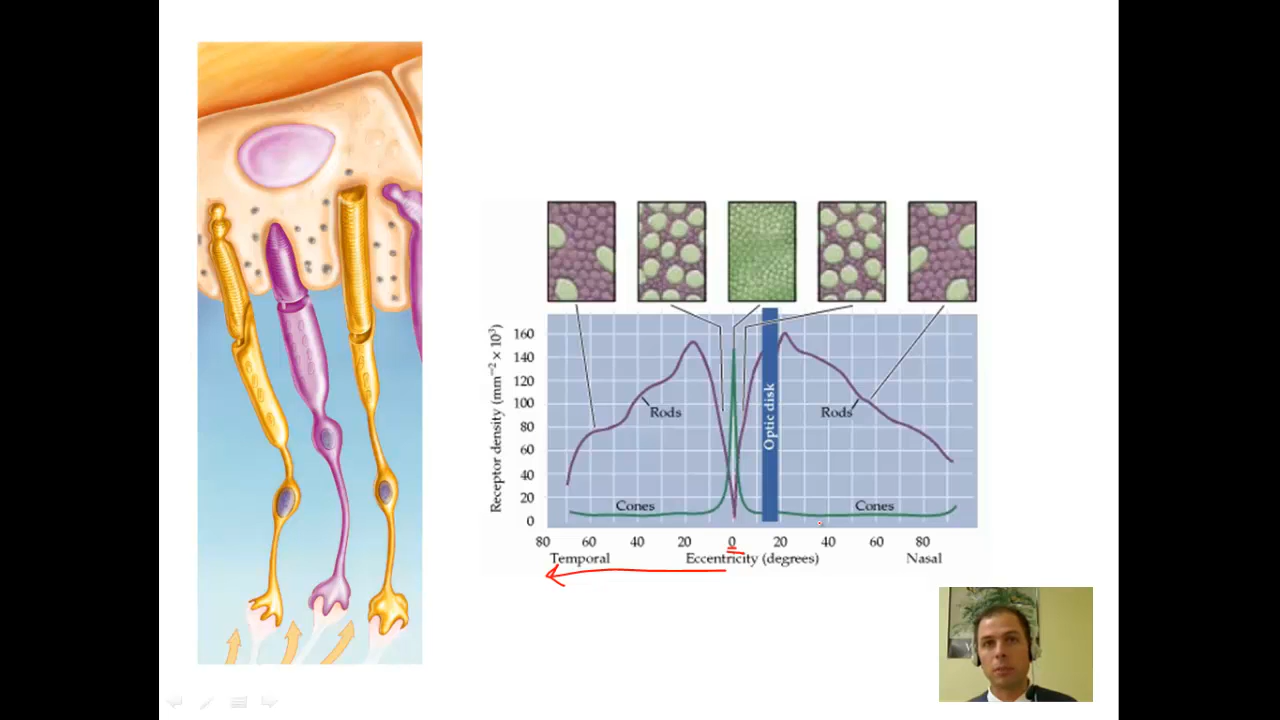 Receptor density (mm⁻² × 10³)
160
140
120
100
80
60
40
20
0
Rods
Rods
Optic disk
Cones
Cones
80 60 40 20 0 20 40 60 80
Temporal Eccentricity (degrees) Nasal